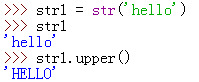 >>> str1 = str('hello')
>>> str1
'hello'
>>> str1.upper()
'HELLO'